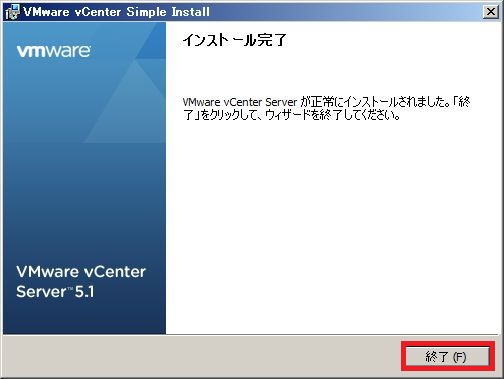 VMware vCenter Simple Install
vmware
インストール完了
VMware vCenter Server が正常にインストールされました。「終
了」をクリックして、ウィザードを終了してください。
VMware vCenter
Server™ 5.1
終了 (F)